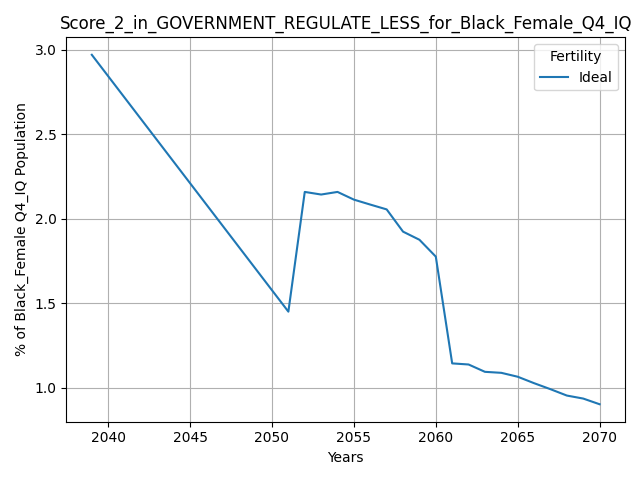 Score_2_in_GOVERNMENT_REGULATE_LESS_for_Black_Female_Q4_IQ
Fertility
Ideal
% of Black_Female Q4_IQ Population
3.0
2.5
2.0
1.5
1.0
2040 2045 2050 2055 2060 2065 2070
Years